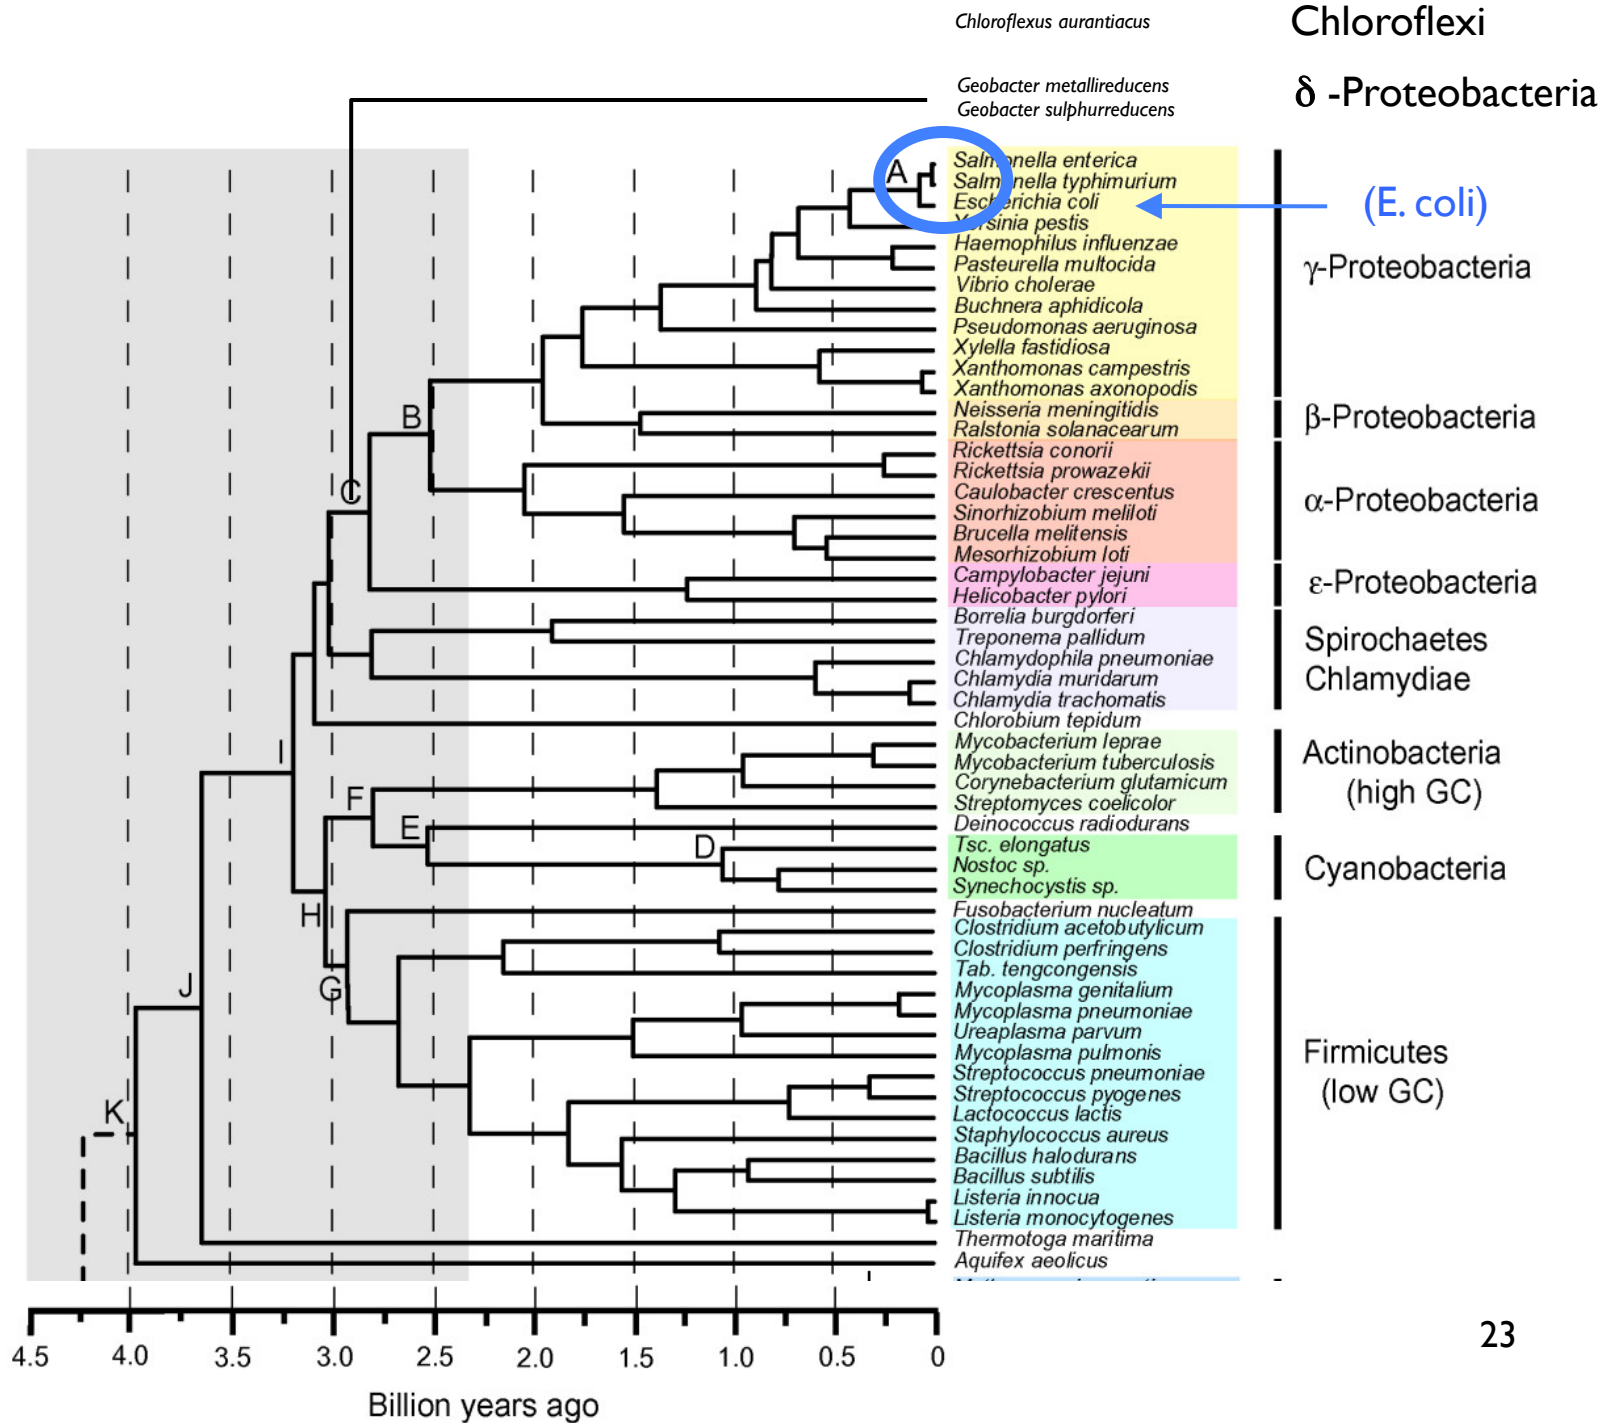 Chloroflexus aurantiacus
Chloroflexi
Geobacter metallireducens
Geobacter sulphurreducens
δ -Proteobacteria
A
Salmonella enterica
Salmonella typhimurium
Escherichia coli
(E. coli)
Yersinia pestis
Haemophilus influenzae
Pasteurella multocida
γ-Proteobacteria
Vibrio cholerae
Buchnera aphidicola
Pseudomonas aeruginosa
Xylella fastidiosa
Xanthomonas campestris
Xanthomonas axonopodis
B
Neisseria meningitidis
Ralstonia solanacearum
β-Proteobacteria
Rickettsia conorii
Rickettsia prowazekii
C
Caulobacter crescentus
Sinorhizobium meliloti
α-Proteobacteria
Brucella melitensis
Mesorhizobium loti
Campylobacter jejuni
Helicobacter pylori
ε-Proteobacteria
Borrelia burgdorferi
Treponema pallidum
Spirochaetes
Chlamydophila pneumoniae
Chlamydia muridarum
Chlamydiae
Chlamydia trachomatis
Chlorobium tepidum
I
Mycobacterium leprae
Mycobacterium tuberculosis
Actinobacteria
Corynebacterium glutamicum
(high GC)
F
Streptomyces coelicolor
E
Deinococcus radiodurans
D
Tsc. elongatus
Nostoc sp.
Cyanobacteria
Synechocystis sp.
H
Fusobacterium nucleatum
Clostridium acetobutylicum
Clostridium perfringens
Tab. tengcongensis
J
G
Mycoplasma genitalium
Mycoplasma pneumoniae
Ureaplasma parvum
Mycoplasma pulmonis
Firmicutes
Streptococcus pneumoniae
Streptococcus pyogenes
(low GC)
K
Lactococcus lactis
Staphylococcus aureus
Bacillus halodurans
Bacillus subtilis
Listeria innocua
Listeria monocytogenes
Thermotoga maritima
Aquifex aeolicus
23
4.5 4.0 3.5 3.0 2.5 2.0 1.5 1.0 0.5 0
Billion years ago